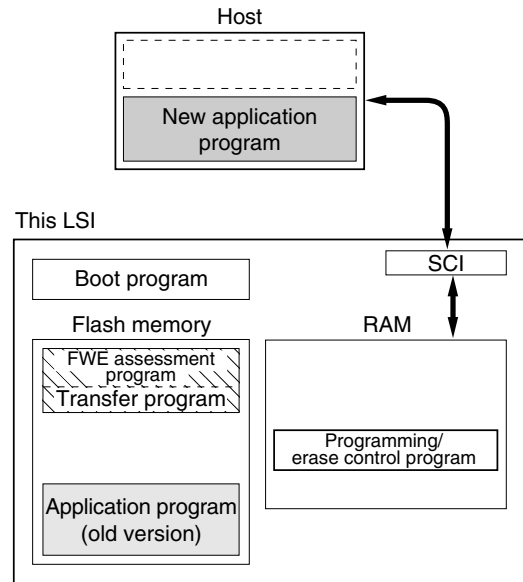 Host
New application
program
This LSI
SCI
Boot program
Flash memory
RAM
FWE assessment
program
Transfer program
Programming/
erase control program
Application program
(old version)